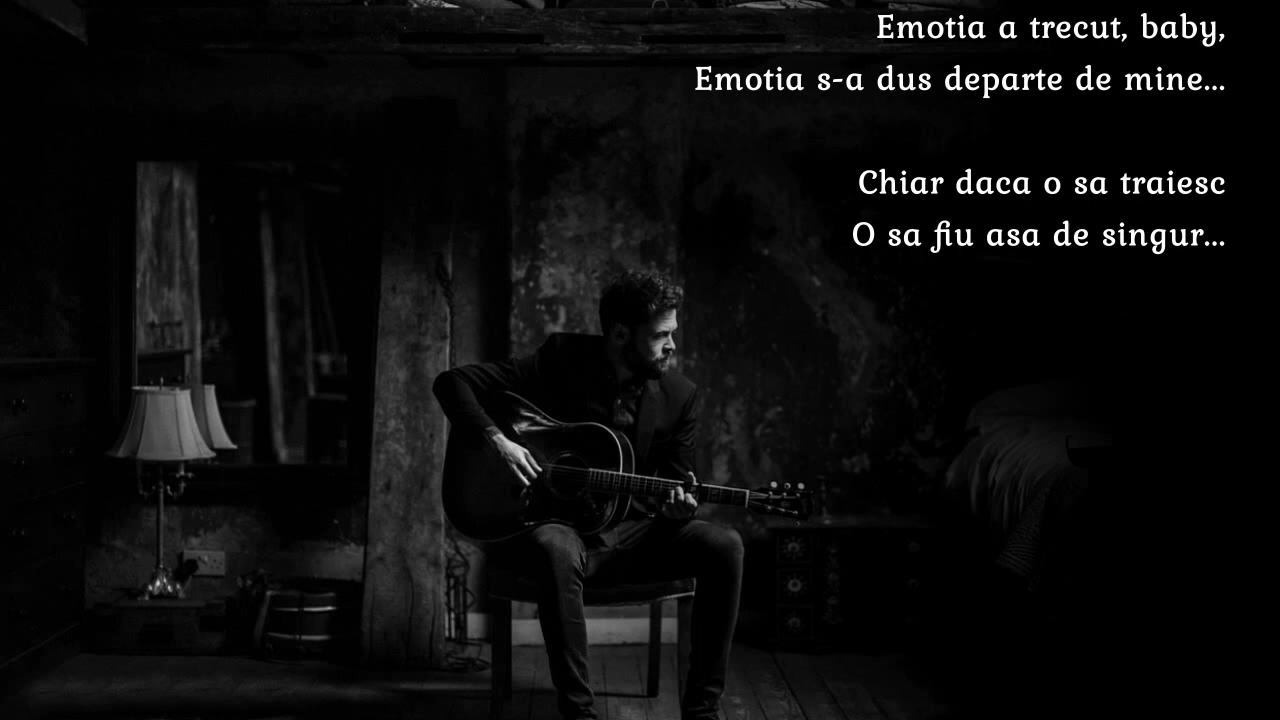 Emotia a trecut, baby,
Emotia s-a dus departe de mine...
Chiar daca o sa traiesc
O sa fiu asa de singur...